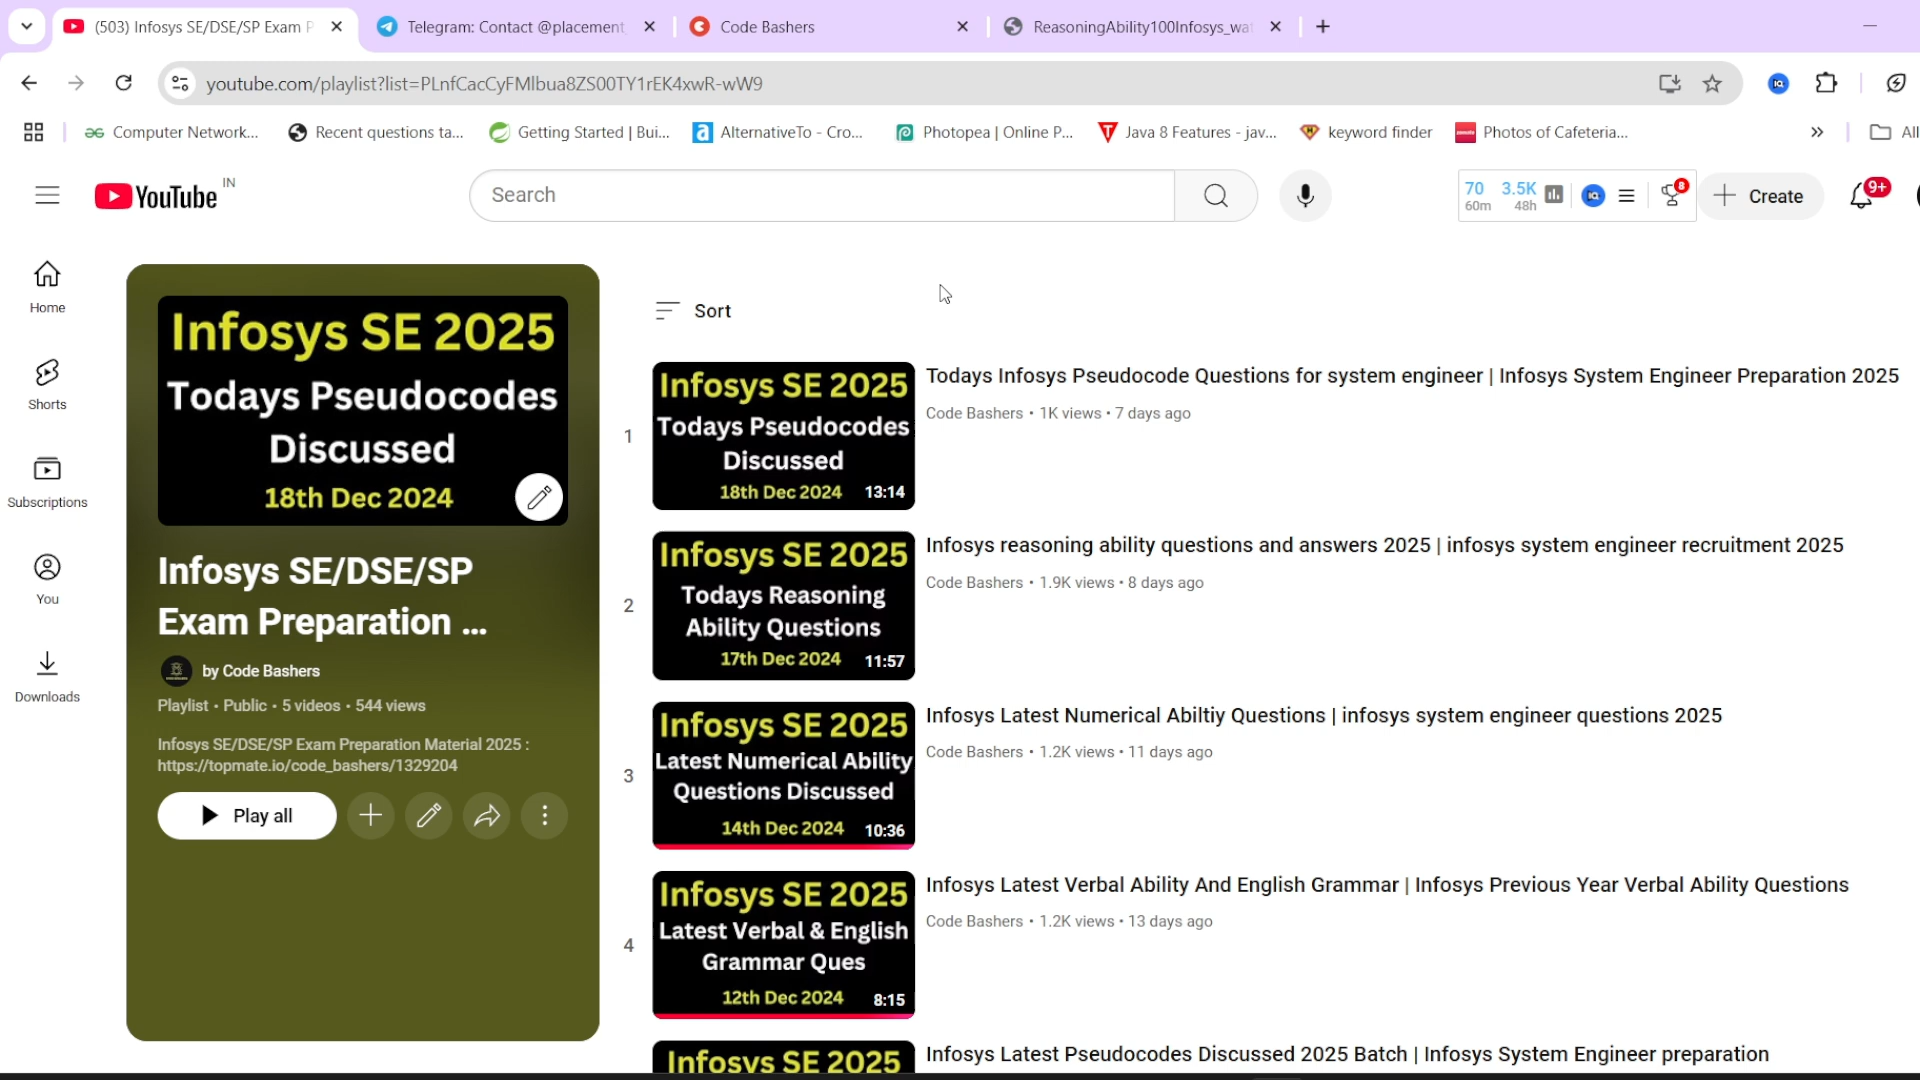 (503) Infosys SE/DSE/SP Exam P
Telegram: Contact @placement
Code Bashers
ReasoningAbility100Infosys_wat
youtube.com/playlist?list=PLnfCacCyFMlbua8ZS00TY1rEK4xwR-wW9
Computer Network...
Recent questions ta...
Getting Started | Bui...
AlternativeTo - Cro...
Photopea | Online P...
Java 8 Features - jav...
keyword finder
Photos of Cafeteria...
All
YouTube IN
Search
70 60m
3.5K 48h
8
Create
9+
Home
Shorts
Subscriptions
You
Downloads
Infosys SE 2025
Todays Pseudocodes
Discussed
18th Dec 2024
Infosys SE/DSE/SP
Exam Preparation ...
by Code Bashers
Playlist • Public • 5 videos • 544 views
Infosys SE/DSE/SP Exam Preparation Material 2025 :
https://topmate.io/code_bashers/1329204
Play all
Sort
1
Infosys SE 2025
Todays Pseudocodes
Discussed
18th Dec 2024 13:14
Todays Infosys Pseudocode Questions for system engineer | Infosys System Engineer Preparation 2025
Code Bashers • 1K views • 7 days ago
2
Infosys SE 2025
Todays Reasoning
Ability Questions
17th Dec 2024 11:57
Infosys reasoning ability questions and answers 2025 | infosys system engineer recruitment 2025
Code Bashers • 1.9K views • 8 days ago
3
Infosys SE 2025
Latest Numerical Ability
Questions Discussed
14th Dec 2024 10:36
Infosys Latest Numerical Abiltiy Questions | infosys system engineer questions 2025
Code Bashers • 1.2K views • 11 days ago
4
Infosys SE 2025
Latest Verbal & English
Grammar Ques
12th Dec 2024 8:15
Infosys Latest Verbal Ability And English Grammar | Infosys Previous Year Verbal Ability Questions
Code Bashers • 1.2K views • 13 days ago
Infosys SE 2025
Infosys Latest Pseudocodes Discussed 2025 Batch | Infosys System Engineer preparation